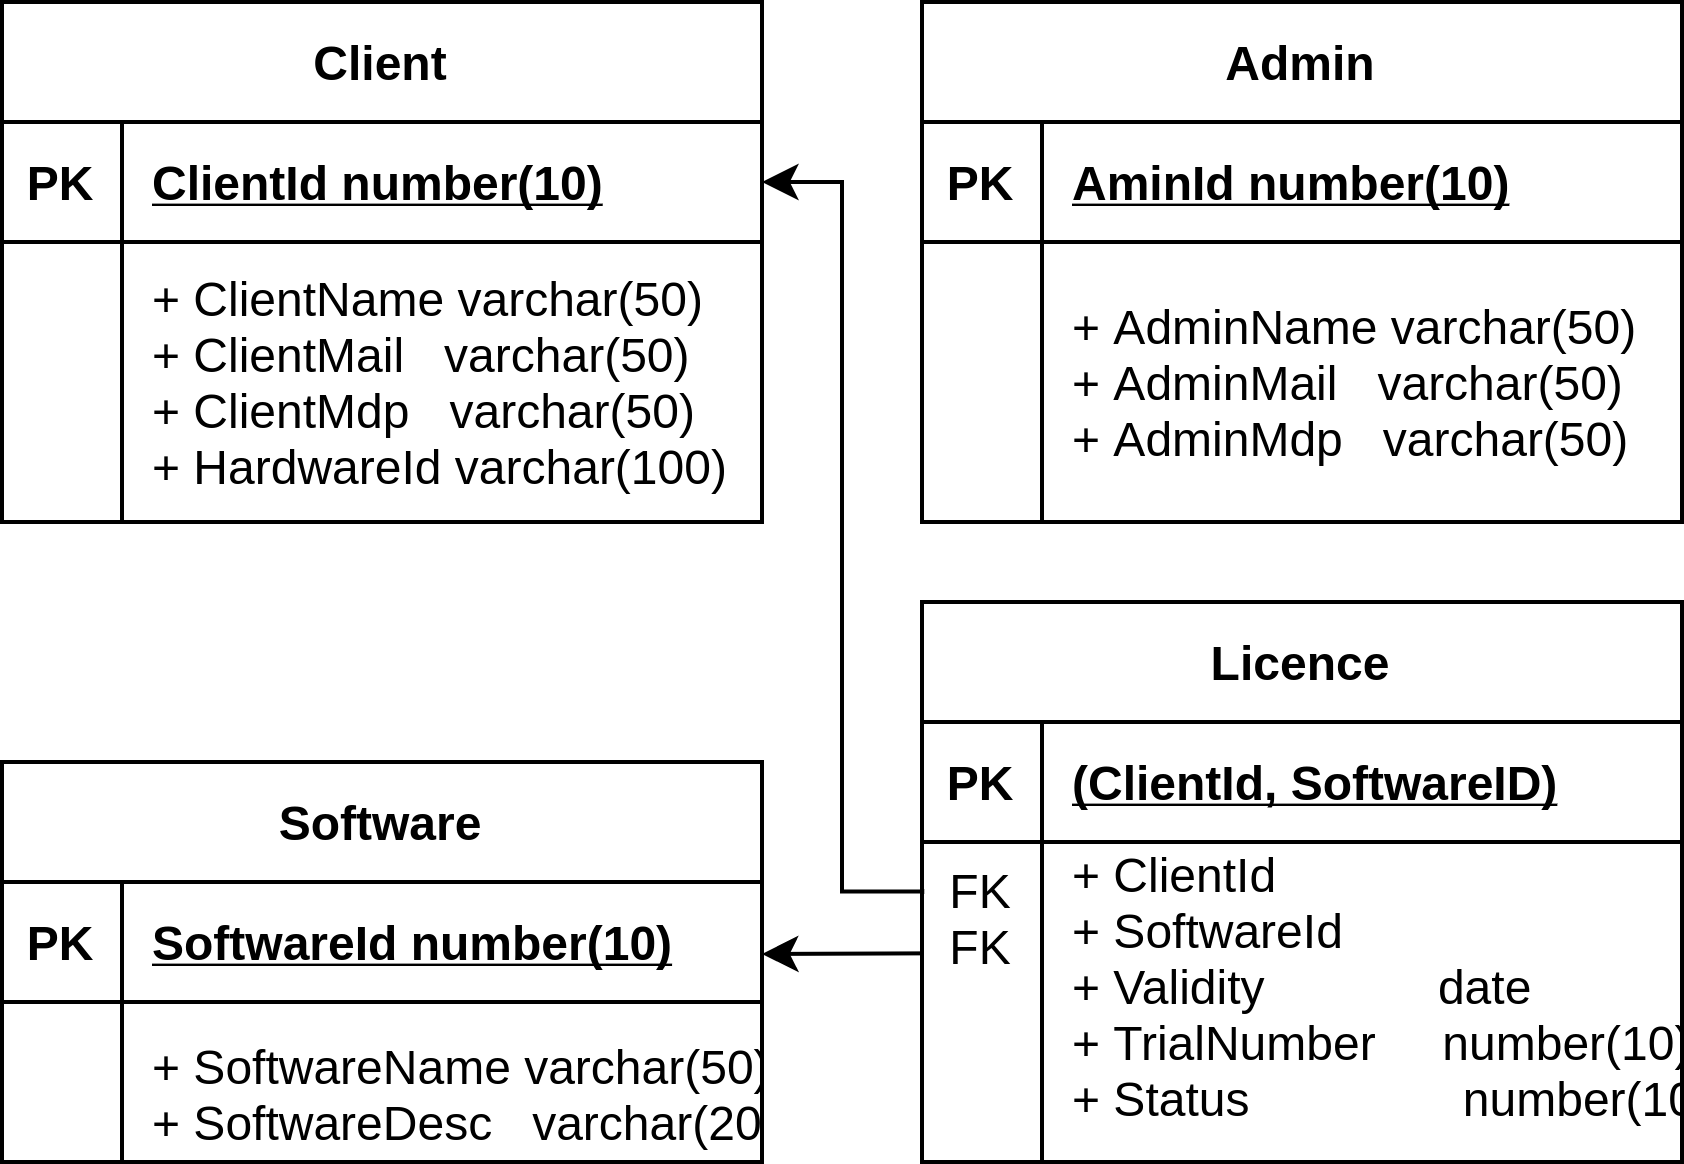 Client
PK
ClientId number(10)
+ ClientName varchar(50)
+ ClientMail varchar(50)
+ ClientMdp varchar(50)
+ HardwareId varchar(100)
Admin
PK
AminId number(10)
+ AdminName varchar(50)
+ AdminMail varchar(50)
+ AdminMdp varchar(50)
Software
PK
SoftwareId number(10)
+ SoftwareName varchar(50)
+ SoftwareDesc varchar(20
Licence
PK
(ClientId, SoftwareID)
FK
FK
+ ClientId
+ SoftwareId
+ Validity date
+ TrialNumber number(10)
+ Status number(10